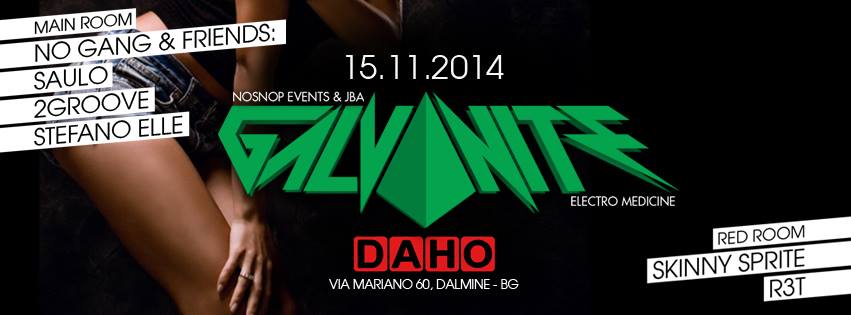 MAIN ROOM
NO GANG & FRIENDS:
SAULO
2GROOVE
STEFANO ELLE
15.11.2014
NOSNOP EVENTS & JBA
GALVANITE
ELECTRO MEDICINE
DAHO
VIA MARIANO 60, DALMINE - BG
RED ROOM
SKINNY SPRITE
R3T